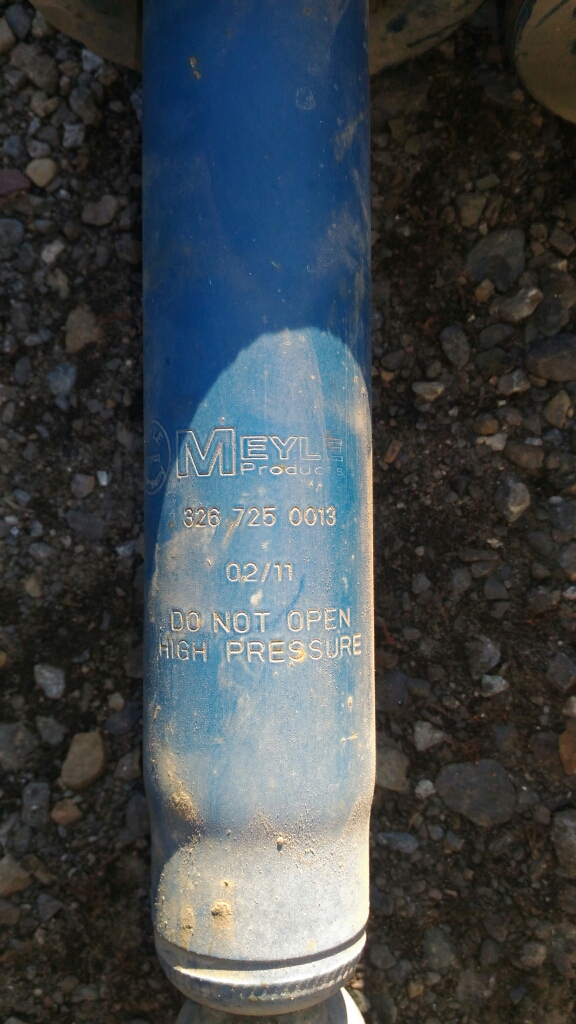 MEYLE
Products
326 725 0013
02/11
DO NOT OPEN
HIGH PRESSURE